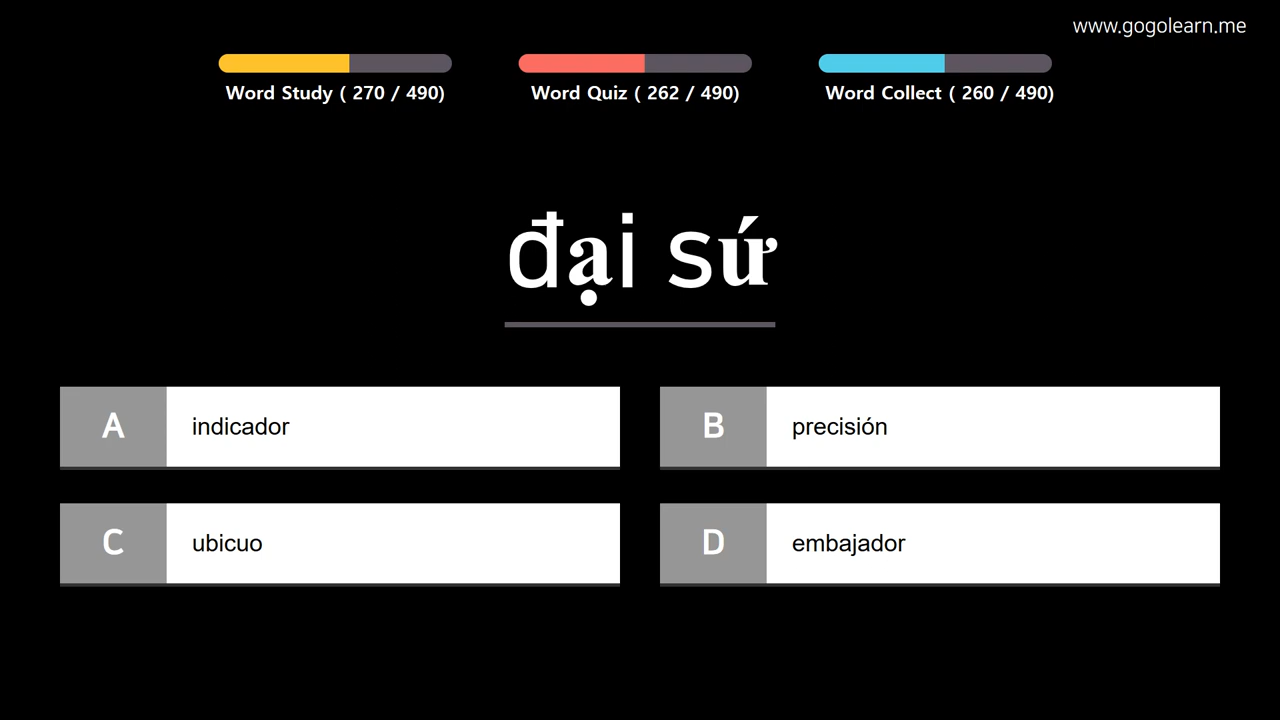 www.gogolearn.me
Word Study ( 270 / 490)
Word Quiz ( 262 / 490)
Word Collect ( 260 / 490)
đại sứ
A indicador
B precisión
C ubicuo
D embajador